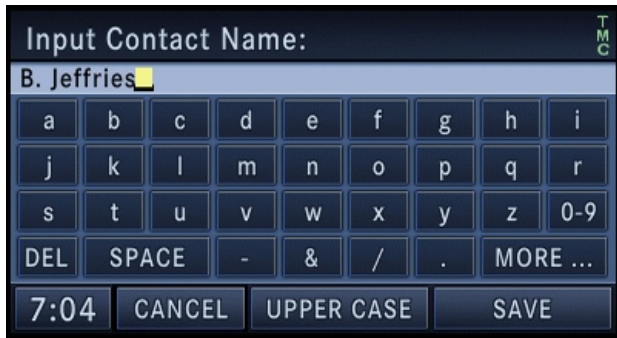 Input Contact Name:
TMC
B. Jeffries
a b c d e f g h i
j k l m n o p q r
s t u v w x y z 0-9
DEL SPACE - & / . MORE ...
7:04 CANCEL UPPER CASE SAVE